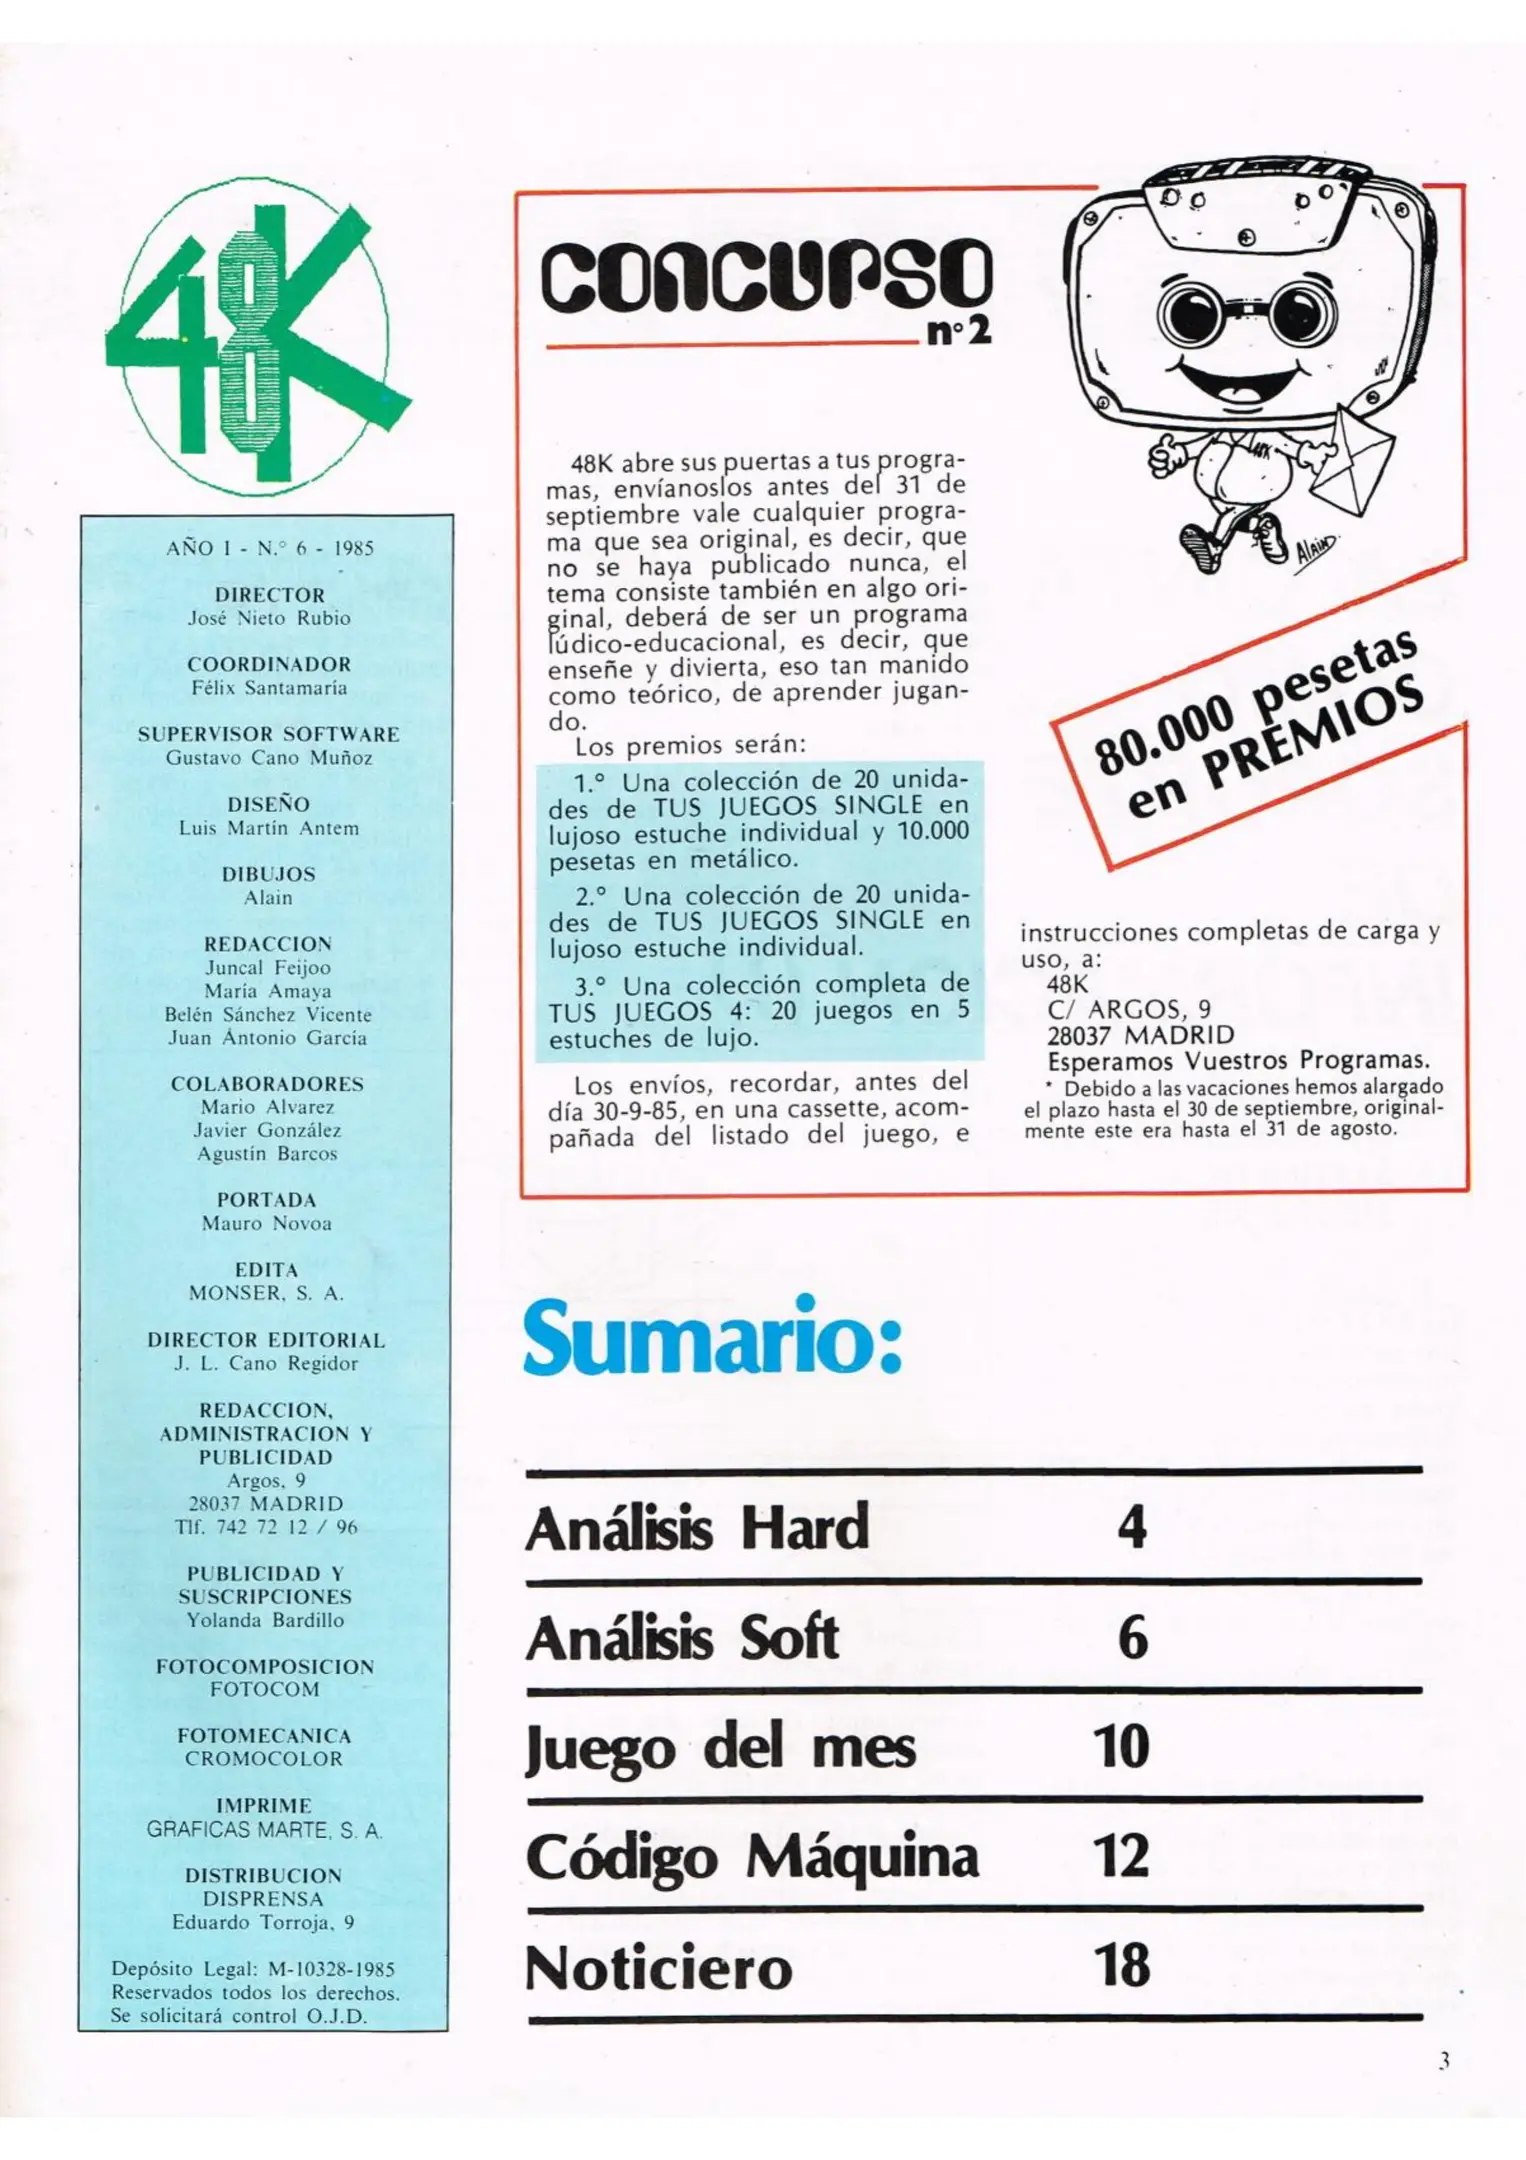 48K
AÑO I - N.° 6 - 1985
DIRECTOR
José Nieto Rubio
COORDINADOR
Félix Santamaría
SUPERVISOR SOFTWARE
Gustavo Cano Muñoz
DISEÑO
Luis Martín Antem
DIBUJOS
Alain
REDACCION
Juncal Feijoo
María Amaya
Belén Sánchez Vicente
Juan Antonio García
COLABORADORES
Mario Alvarez
Javier González
Agustín Barcos
PORTADA
Mauro Novoa
EDITA
MONSER, S. A.
DIRECTOR EDITORIAL
J. L. Cano Regidor
REDACCION,
ADMINISTRACION Y
PUBLICIDAD
Argos, 9
28037 MADRID
Tlf. 742 72 12 / 96
PUBLICIDAD Y
SUSCRIPCIONES
Yolanda Bardillo
FOTOCOMPOSICION
FOTOCOM
FOTOMECANICA
CROMOCOLOR
IMPRIME
GRAFICAS MARTE, S. A.
DISTRIBUCION
DISPRENSA
Eduardo Torroja, 9
Depósito Legal: M-10328-1985
Reservados todos los derechos.
Se solicitará control O.J.D.
CONCURSO
n° 2
48K abre sus puertas a tus progra-
mas, envíanoslos antes del 31 de
septiembre vale cualquier progra-
ma que sea original, es decir, que
no se haya publicado nunca, el
tema consiste también en algo ori-
ginal, deberá de ser un programa
lúdico-educacional, es decir, que
enseñe y divierta, eso tan manido
como teórico, de aprender jugan-
do.
Los premios serán:
1.° Una colección de 20 unida-
des de TUS JUEGOS SINGLE en
lujoso estuche individual y 10.000
pesetas en metálico.
2.° Una colección de 20 unida-
des de TUS JUEGOS SINGLE en
lujoso estuche individual.
3.° Una colección completa de
TUS JUEGOS 4: 20 juegos en 5
estuches de lujo.
Los envíos, recordar, antes del
día 30-9-85, en una cassette, acom-
pañada del listado del juego, e
48K
Alain
80.000 pesetas
en PREMIOS
instrucciones completas de carga y
uso, a:
48K
C/ ARGOS, 9
28037 MADRID
Esperamos Vuestros Programas.
* Debido a las vacaciones hemos alargado
el plazo hasta el 30 de septiembre, original-
mente este era hasta el 31 de agosto.
Sumario:
Análisis Hard 4
Análisis Soft 6
Juego del mes 10
Código Máquina 12
Noticiero 18
3